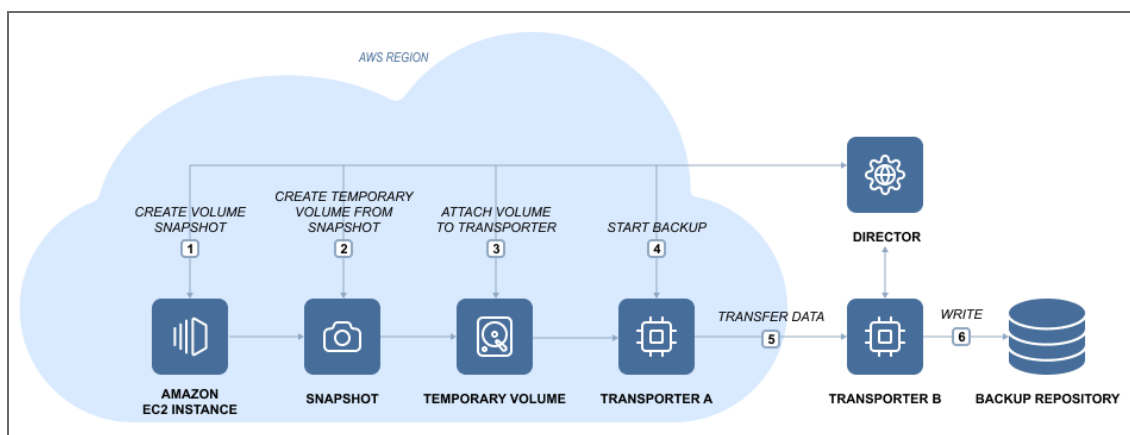 AWS REGION
CREATE VOLUME
SNAPSHOT
1
CREATE TEMPORARY
VOLUME FROM
SNAPSHOT
2
ATTACH VOLUME
TO TRANSPORTER
3
START BACKUP
4
DIRECTOR
TRANSFER DATA
5
WRITE
6
AMAZON
EC2 INSTANCE
SNAPSHOT
TEMPORARY VOLUME
TRANSPORTER A
TRANSPORTER B
BACKUP REPOSITORY